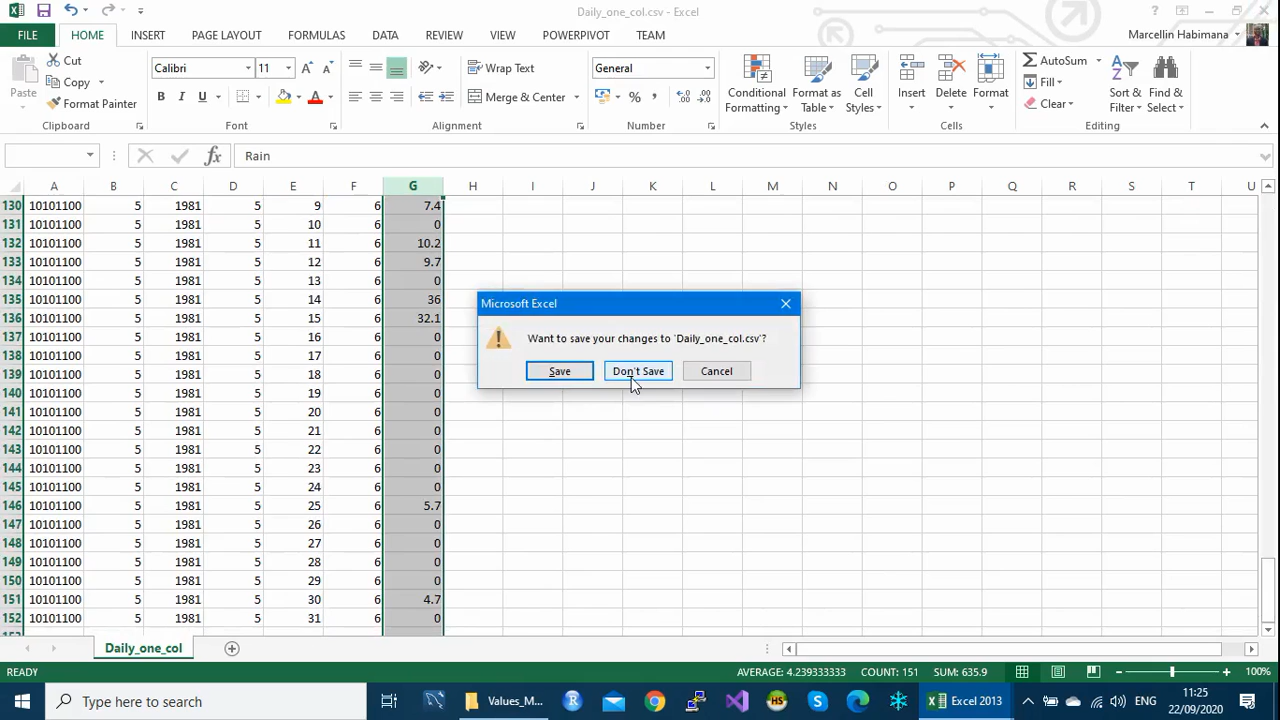 Daily_one_col.csv - Excel
FILE HOME INSERT PAGE LAYOUT FORMULAS DATA REVIEW VIEW POWERPIVOT TEAM
Marcellin Habimana
Paste
Cut
Copy
Format Painter
Clipboard
Calibri 11
B I U
Font
Wrap Text
Merge & Center
Alignment
General
Number
Conditional Formatting
Format as Table
Cell Styles
Styles
Insert Delete Format
Cells
AutoSum
Fill
Clear
Sort & Filter
Find & Select
Editing
fx Rain
A B C D E F G H I J K L M N O P Q R S T U
130 10101100 5 1981 5 9 6 7.4
131 10101100 5 1981 5 10 6 0
132 10101100 5 1981 5 11 6 10.2
133 10101100 5 1981 5 12 6 9.7
134 10101100 5 1981 5 13 6 0
135 10101100 5 1981 5 14 6 36
136 10101100 5 1981 5 15 6 32.1
137 10101100 5 1981 5 16 6 0
138 10101100 5 1981 5 17 6 0
139 10101100 5 1981 5 18 6 0
140 10101100 5 1981 5 19 6 0
141 10101100 5 1981 5 20 6 0
142 10101100 5 1981 5 21 6 0
143 10101100 5 1981 5 22 6 0
144 10101100 5 1981 5 23 6 0
145 10101100 5 1981 5 24 6 0
146 10101100 5 1981 5 25 6 5.7
147 10101100 5 1981 5 26 6 0
148 10101100 5 1981 5 27 6 0
149 10101100 5 1981 5 28 6 0
150 10101100 5 1981 5 29 6 0
151 10101100 5 1981 5 30 6 4.7
152 10101100 5 1981 5 31 6 0
Microsoft Excel
Want to save your changes to 'Daily_one_col.csv'?
Save Don't Save Cancel
Daily_one_col
READY AVERAGE: 4.239333333 COUNT: 151 SUM: 635.9 100%
Type here to search
Values_M...
Excel 2013
ENG
11:25
22/09/2020